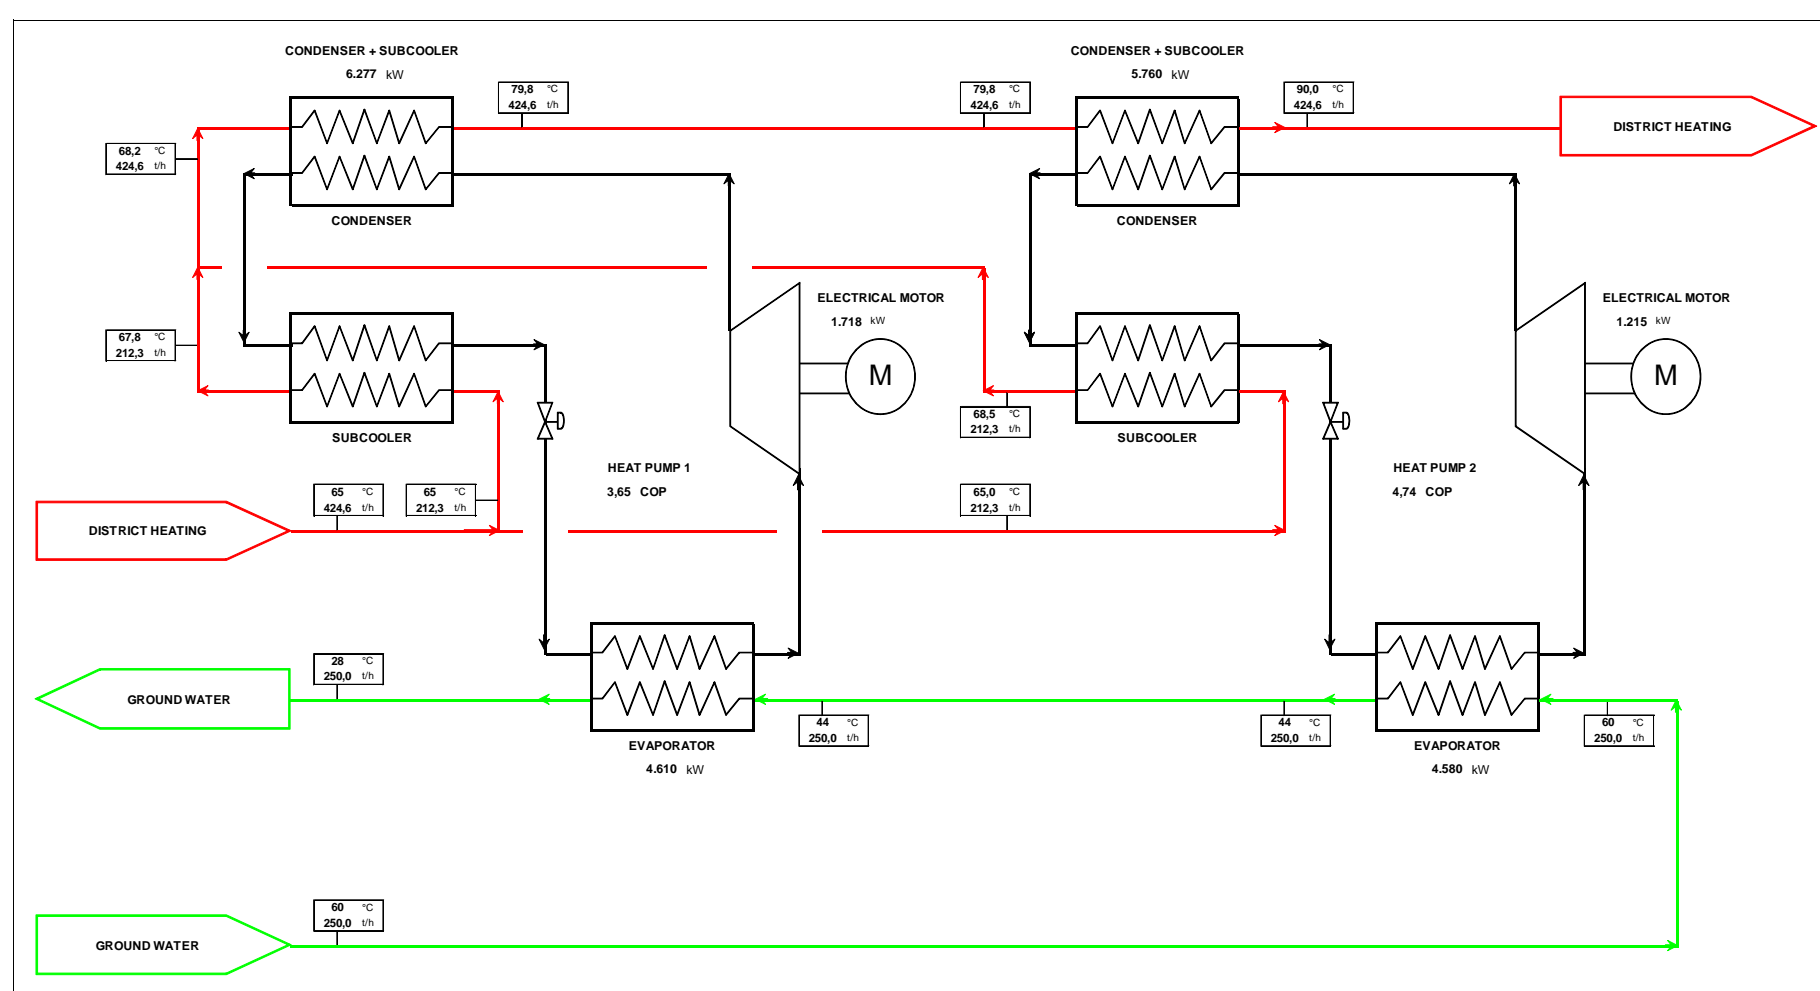 CONDENSER + SUBCOOLER
6.277 kW
CONDENSER + SUBCOOLER
5.760 kW
79,8 °C
424,6 t/h
79,8 °C
424,6 t/h
90,0 °C
424,6 t/h
DISTRICT HEATING
68,2 °C
424,6 t/h
CONDENSER
CONDENSER
ELECTRICAL MOTOR
1.718 kW
M
ELECTRICAL MOTOR
1.215 kW
M
67,8 °C
212,3 t/h
SUBCOOLER
68,5 °C
212,3 t/h
SUBCOOLER
HEAT PUMP 1
3,65 COP
HEAT PUMP 2
4,74 COP
65 °C
424,6 t/h
65 °C
212,3 t/h
65,0 °C
212,3 t/h
DISTRICT HEATING
28 °C
250,0 t/h
GROUND WATER
44 °C
250,0 t/h
44 °C
250,0 t/h
60 °C
250,0 t/h
EVAPORATOR
4.610 kW
EVAPORATOR
4.580 kW
60 °C
250,0 t/h
GROUND WATER